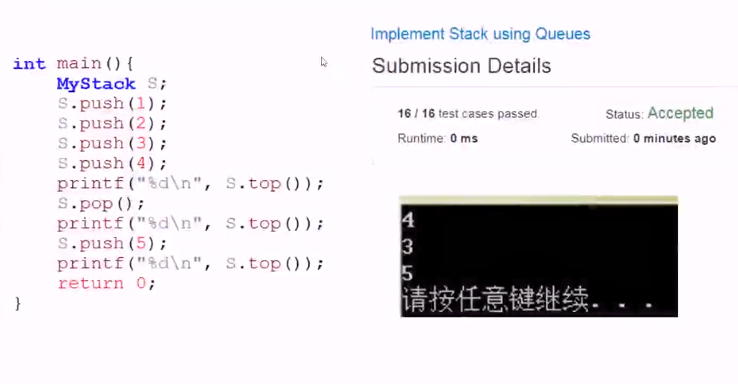 int main(){
MyStack S;
S.push(1);
S.push(2);
S.push(3);
S.push(4);
printf("%d\n", S.top());
S.pop();
printf("%d\n", S.top());
S.push(5);
printf("%d\n", S.top());
return 0;
}
Implement Stack using Queues
Submission Details
16 / 16 test cases passed.
Status: Accepted
Runtime: 0 ms
Submitted: 0 minutes ago
4
3
5
请按任意键继续. . .